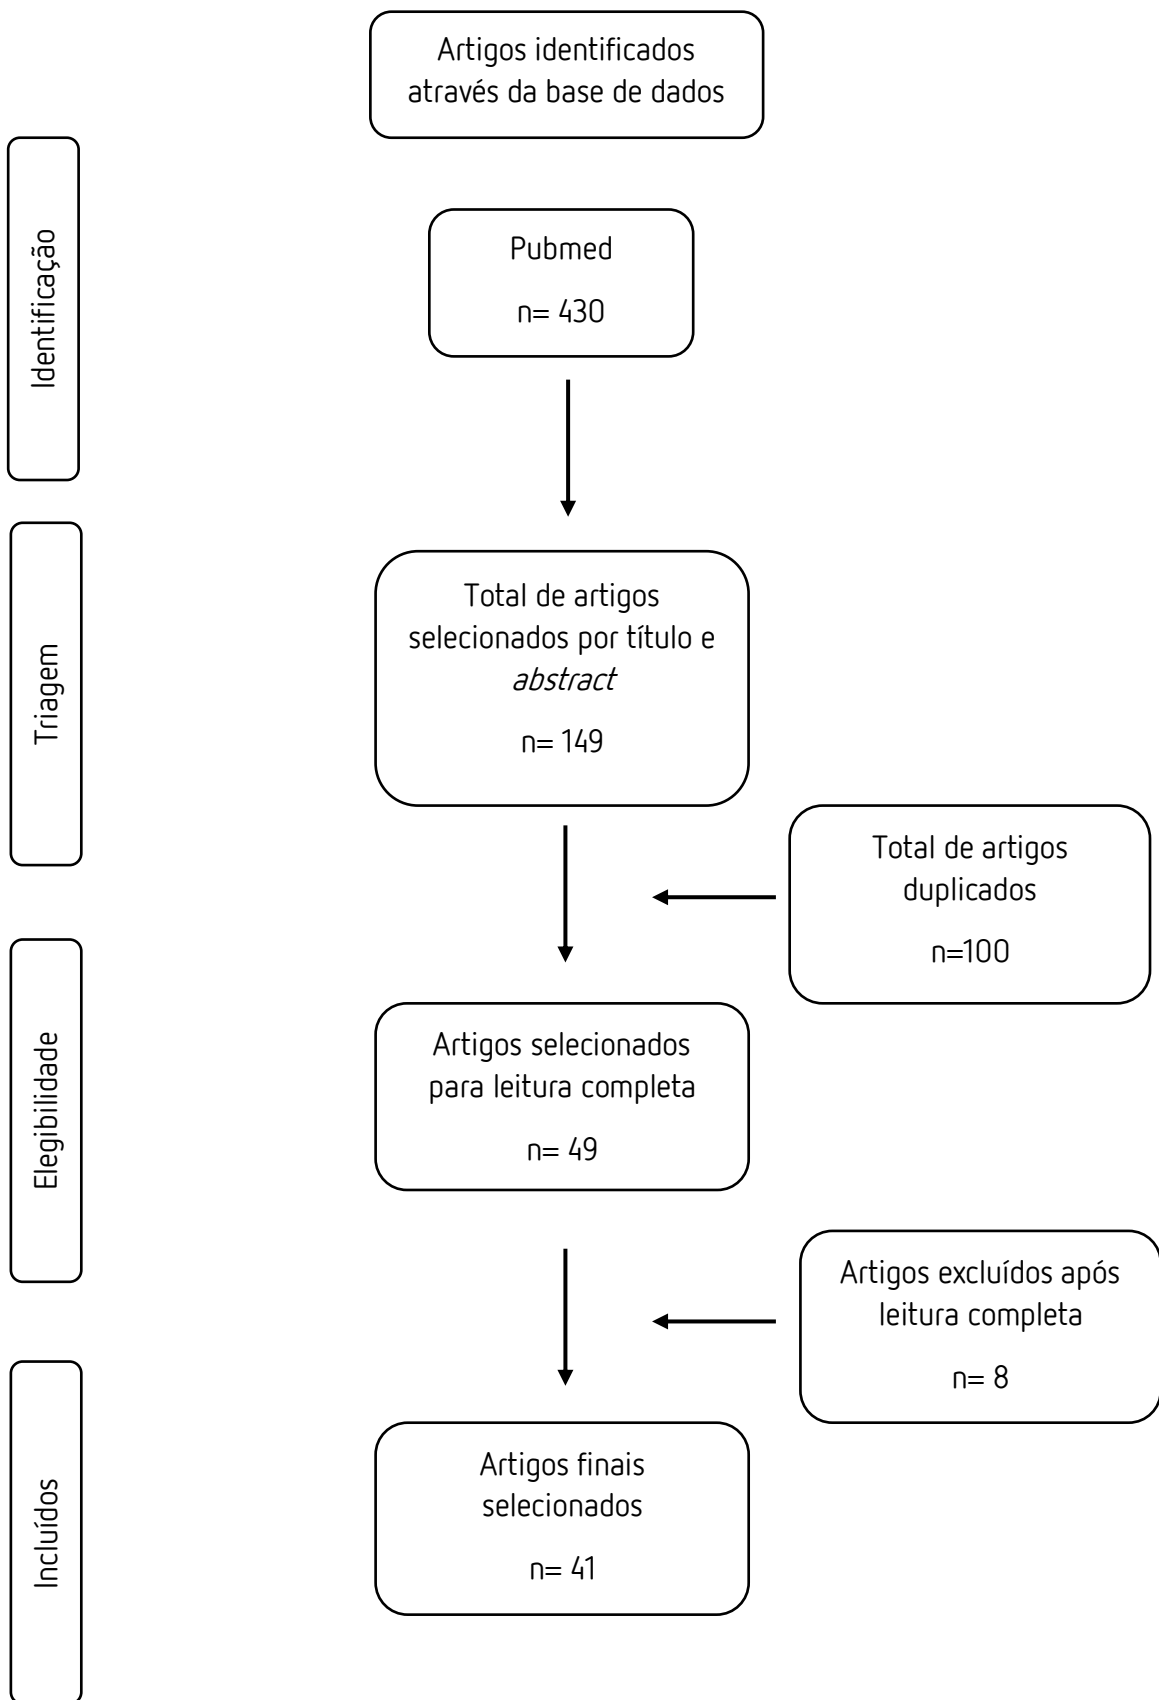 Artigos identificados
através da base de dados
Identificação
Pubmed
n= 430
Triagem
Total de artigos
selecionados por título e
abstract
n= 149
Total de artigos
duplicados
n=100
Elegibilidade
Artigos selecionados
para leitura completa
n= 49
Artigos excluídos após
leitura completa
n= 8
Incluídos
Artigos finais
selecionados
n= 41